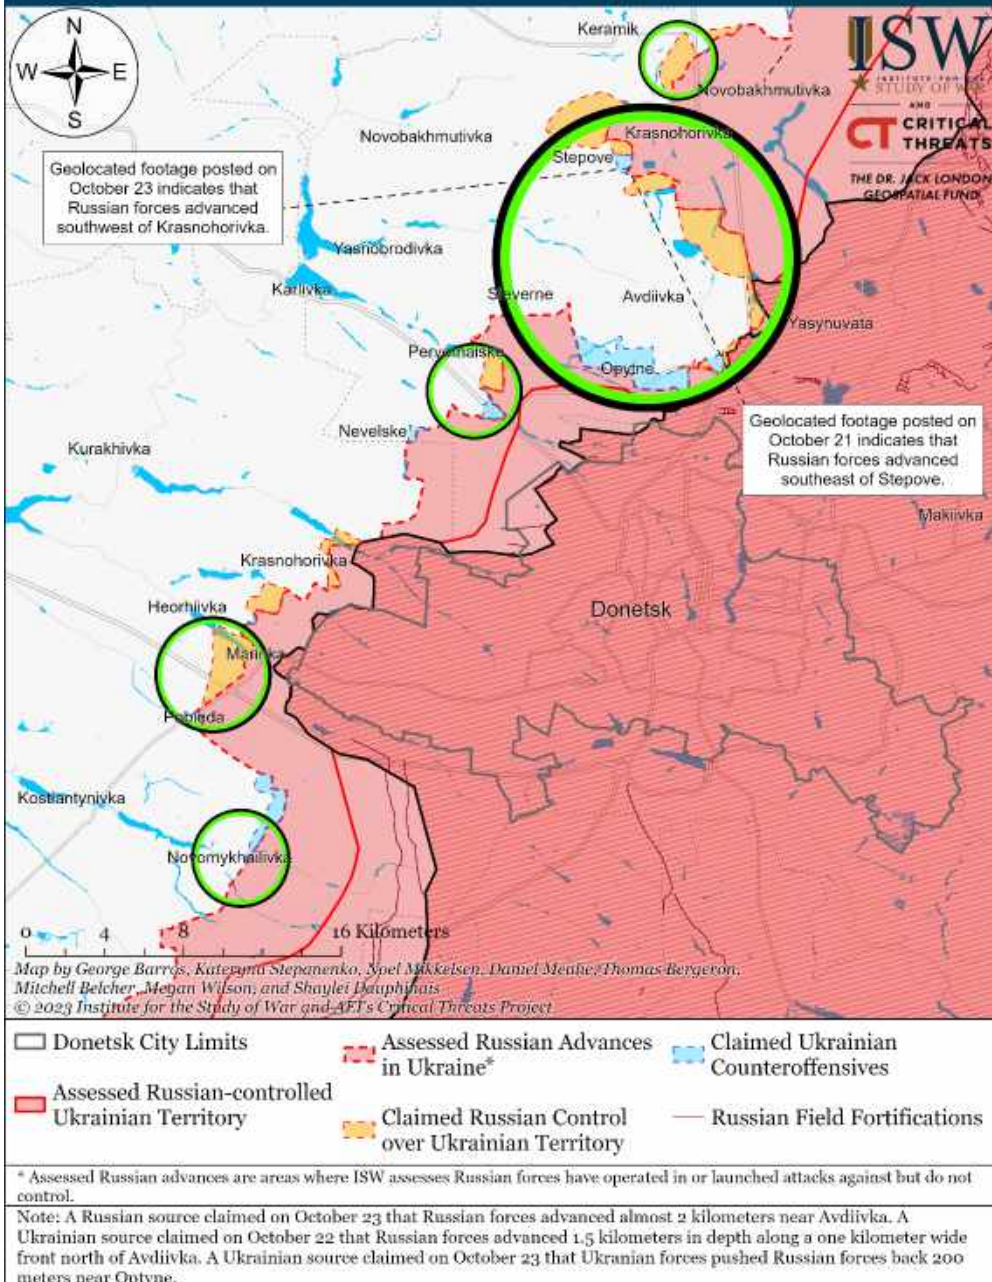 N
W E
S
Keramik
ISW
INSTITUTE FOR THE
STUDY OF WAR
AND
CT CRITICAL
THREATS
THE DR. JACK LONDON
GEOSPATIAL FUND
Novobakhmutivka
Novobakhmutivka
Krasnohorivka
Stepove
Geolocated footage posted on
October 23 indicates that
Russian forces advanced
southwest of Krasnohorivka.
Yasnobrodivka
Karlivka
Sieverne
Avdiivka
Yasynuvata
Pervomaiske
Opytne
Nevelske
Geolocated footage posted on
October 21 indicates that
Russian forces advanced
southeast of Stepove.
Kurakhivka
Makiivka
Krasnohorivka
Heorhiivka
Donetsk
Marinka
Pobieda
Kostiantynivka
Novomykhailivka
0 4 8 16 Kilometers
Map by George Barros, Kateryna Stepanenko, Noel Mikkelsen, Daniel Mealie, Thomas Bergeron,
Mitchell Belcher, Megan Wilson, and Shaylei Dauphinais
© 2023 Institute for the Study of War and AEI's Critical Threats Project
Donetsk City Limits
Assessed Russian-controlled
Ukrainian Territory
Assessed Russian Advances
in Ukraine*
Claimed Russian Control
over Ukrainian Territory
Claimed Ukrainian
Counteroffensives
Russian Field Fortifications
* Assessed Russian advances are areas where ISW assesses Russian forces have operated in or launched attacks against but do not
control.
Note: A Russian source claimed on October 23 that Russian forces advanced almost 2 kilometers near Avdiivka. A
Ukrainian source claimed on October 22 that Russian forces advanced 1.5 kilometers in depth along a one kilometer wide
front north of Avdiivka. A Ukrainian source claimed on October 23 that Ukranian forces pushed Russian forces back 200
meters near Optyne.